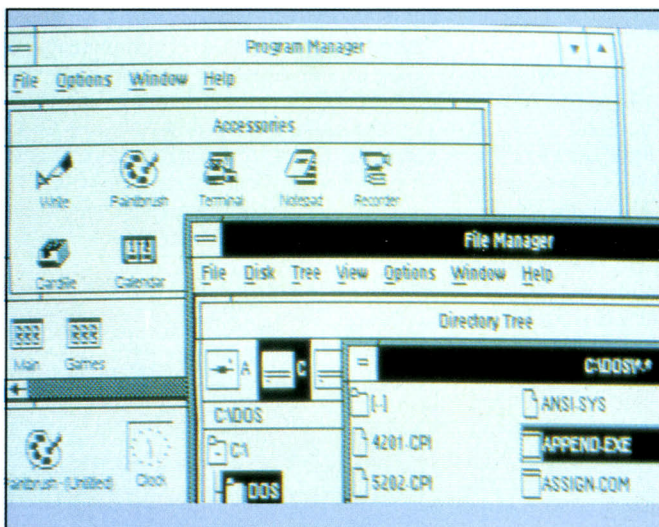 Program Manager
File Options Window Help
Accessories
Write Paintbrush Terminal Notepad Recorder
Cardfile Calendar
Main Games
Paintbrush-(Untitled) Clock
File Manager
File Disk Tree View Options Window Help
Directory Tree
A C
C:\DOS
C:\
DOS
C:\DOS\*.*
[..]
ANSI·SYS
4201·CPI
APPEND·EXE
5202·CPI
ASSIGN·COM